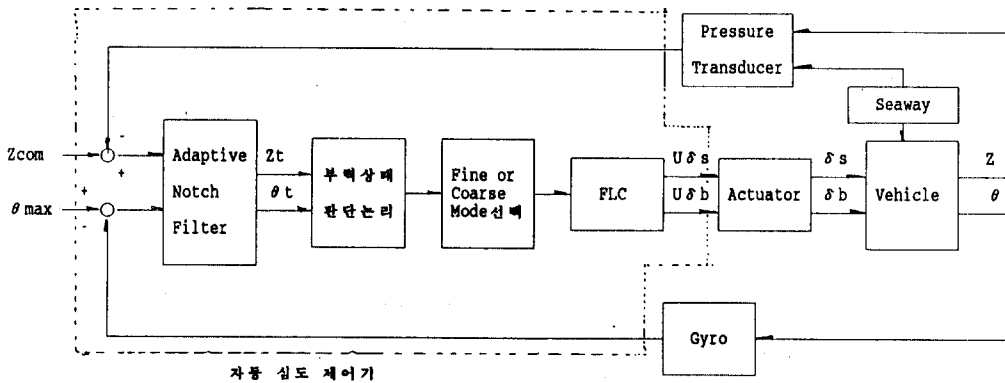 Pressure
Transducer
Seaway
Zcom
θmax
-
+
+
-
Adaptive
Notch
Filter
Zt
θt
부력상태
판단논리
Fine or
Coarse
Mode선택
FLC
Uδs
Uδb
Actuator
δs
δb
Vehicle
Z
θ
Gyro
자동 심도 제어기